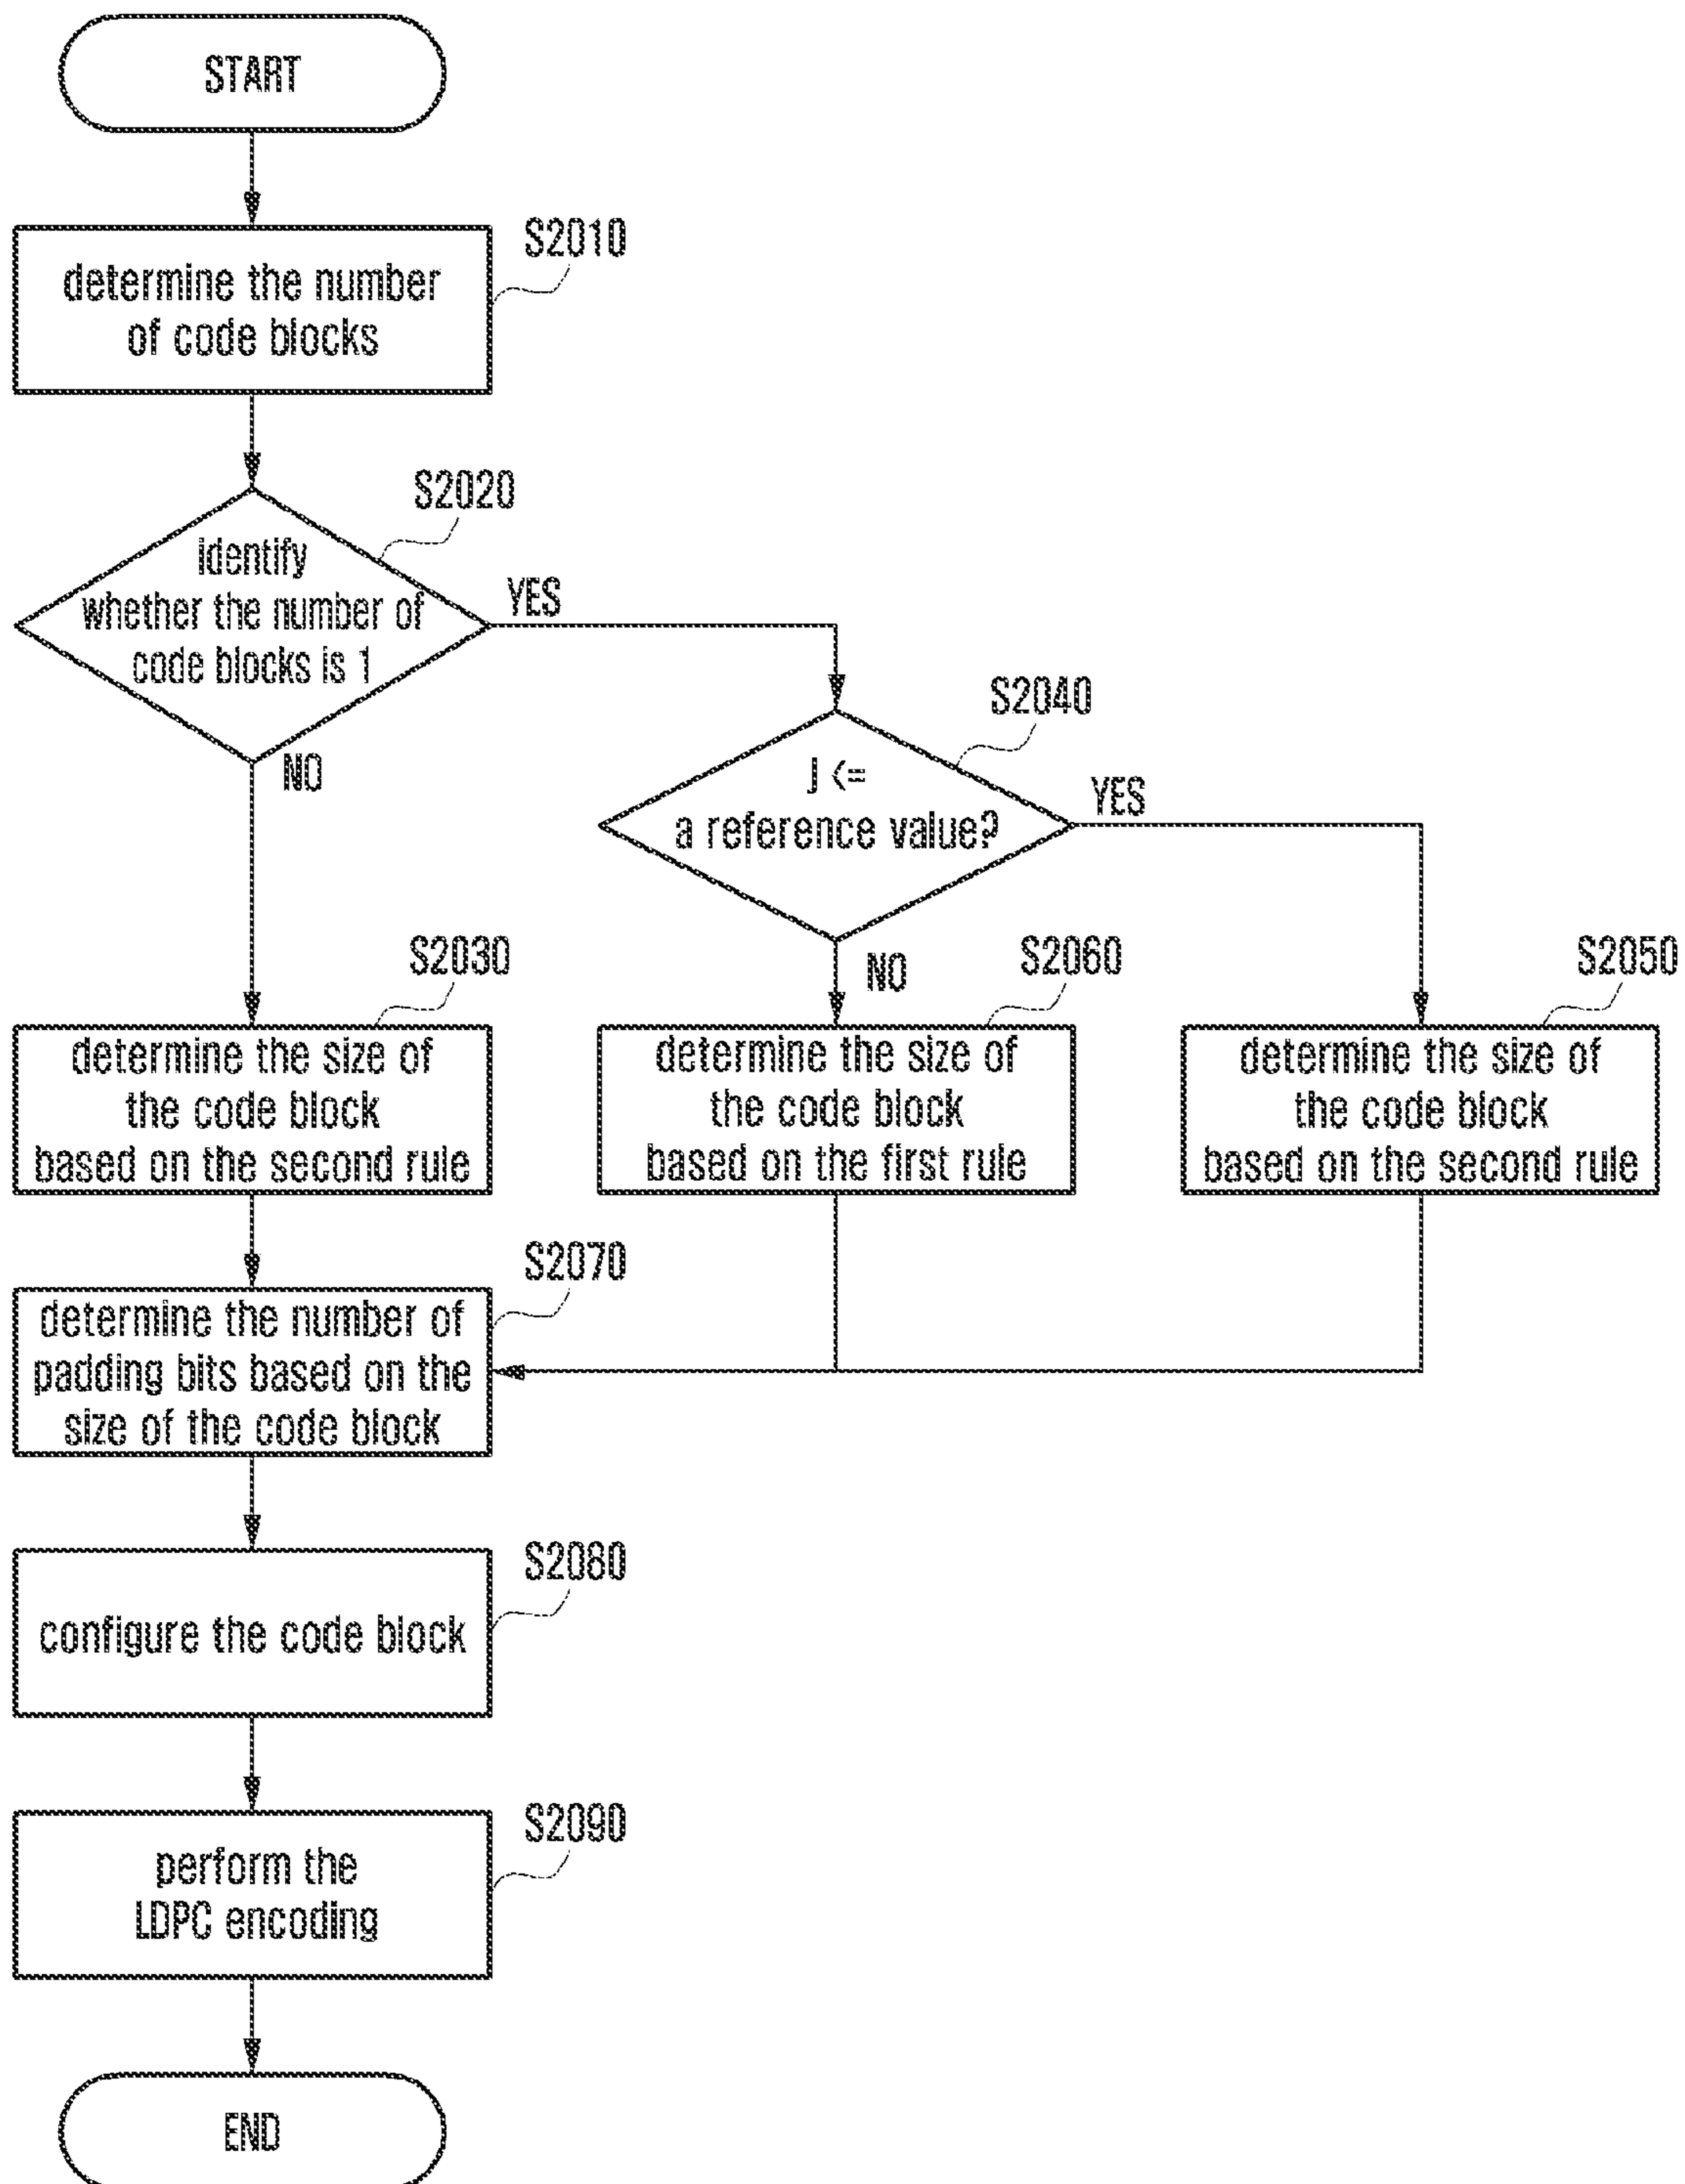 START
S2010
determine the number
of code blocks
S2020
identify
whether the number of
code blocks is 1
YES
NO
S2040
J <=
a reference value?
YES
NO
S2030
determine the size of
the code block
based on the second rule
S2060
determine the size of
the code block
based on the first rule
S2050
determine the size of
the code block
based on the second rule
S2070
determine the number of
padding bits based on the
size of the code block
S2080
configure the code block
S2090
perform the
LDPC encoding
END